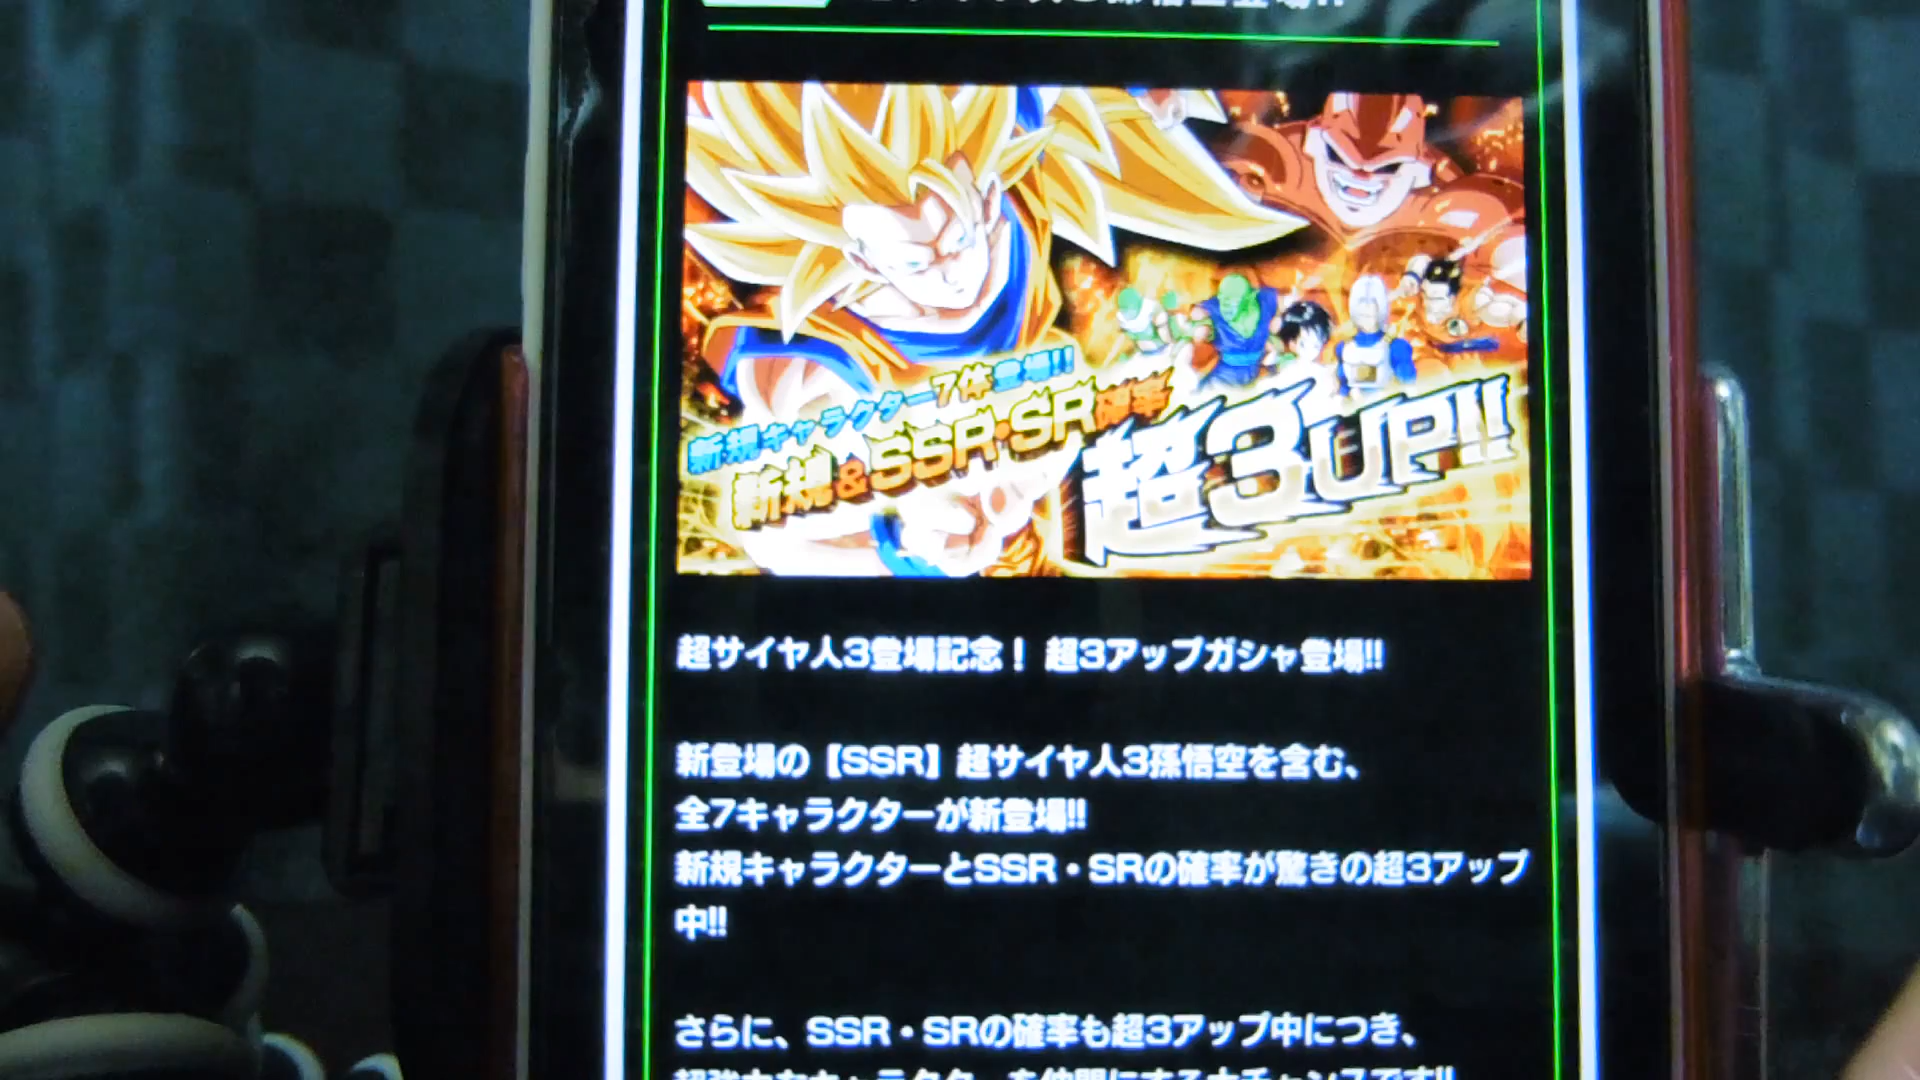 新規キャラクター7体登場!!
新規&SSR・SR確率
超3UP!!
超サイヤ人3登場記念！ 超3アップガシャ登場!!
新登場の【SSR】超サイヤ人3孫悟空を含む、
全7キャラクターが新登場!!
新規キャラクターとSSR・SRの確率が驚きの超3アップ
中!!
さらに、SSR・SRの確率も超3アップ中につき、